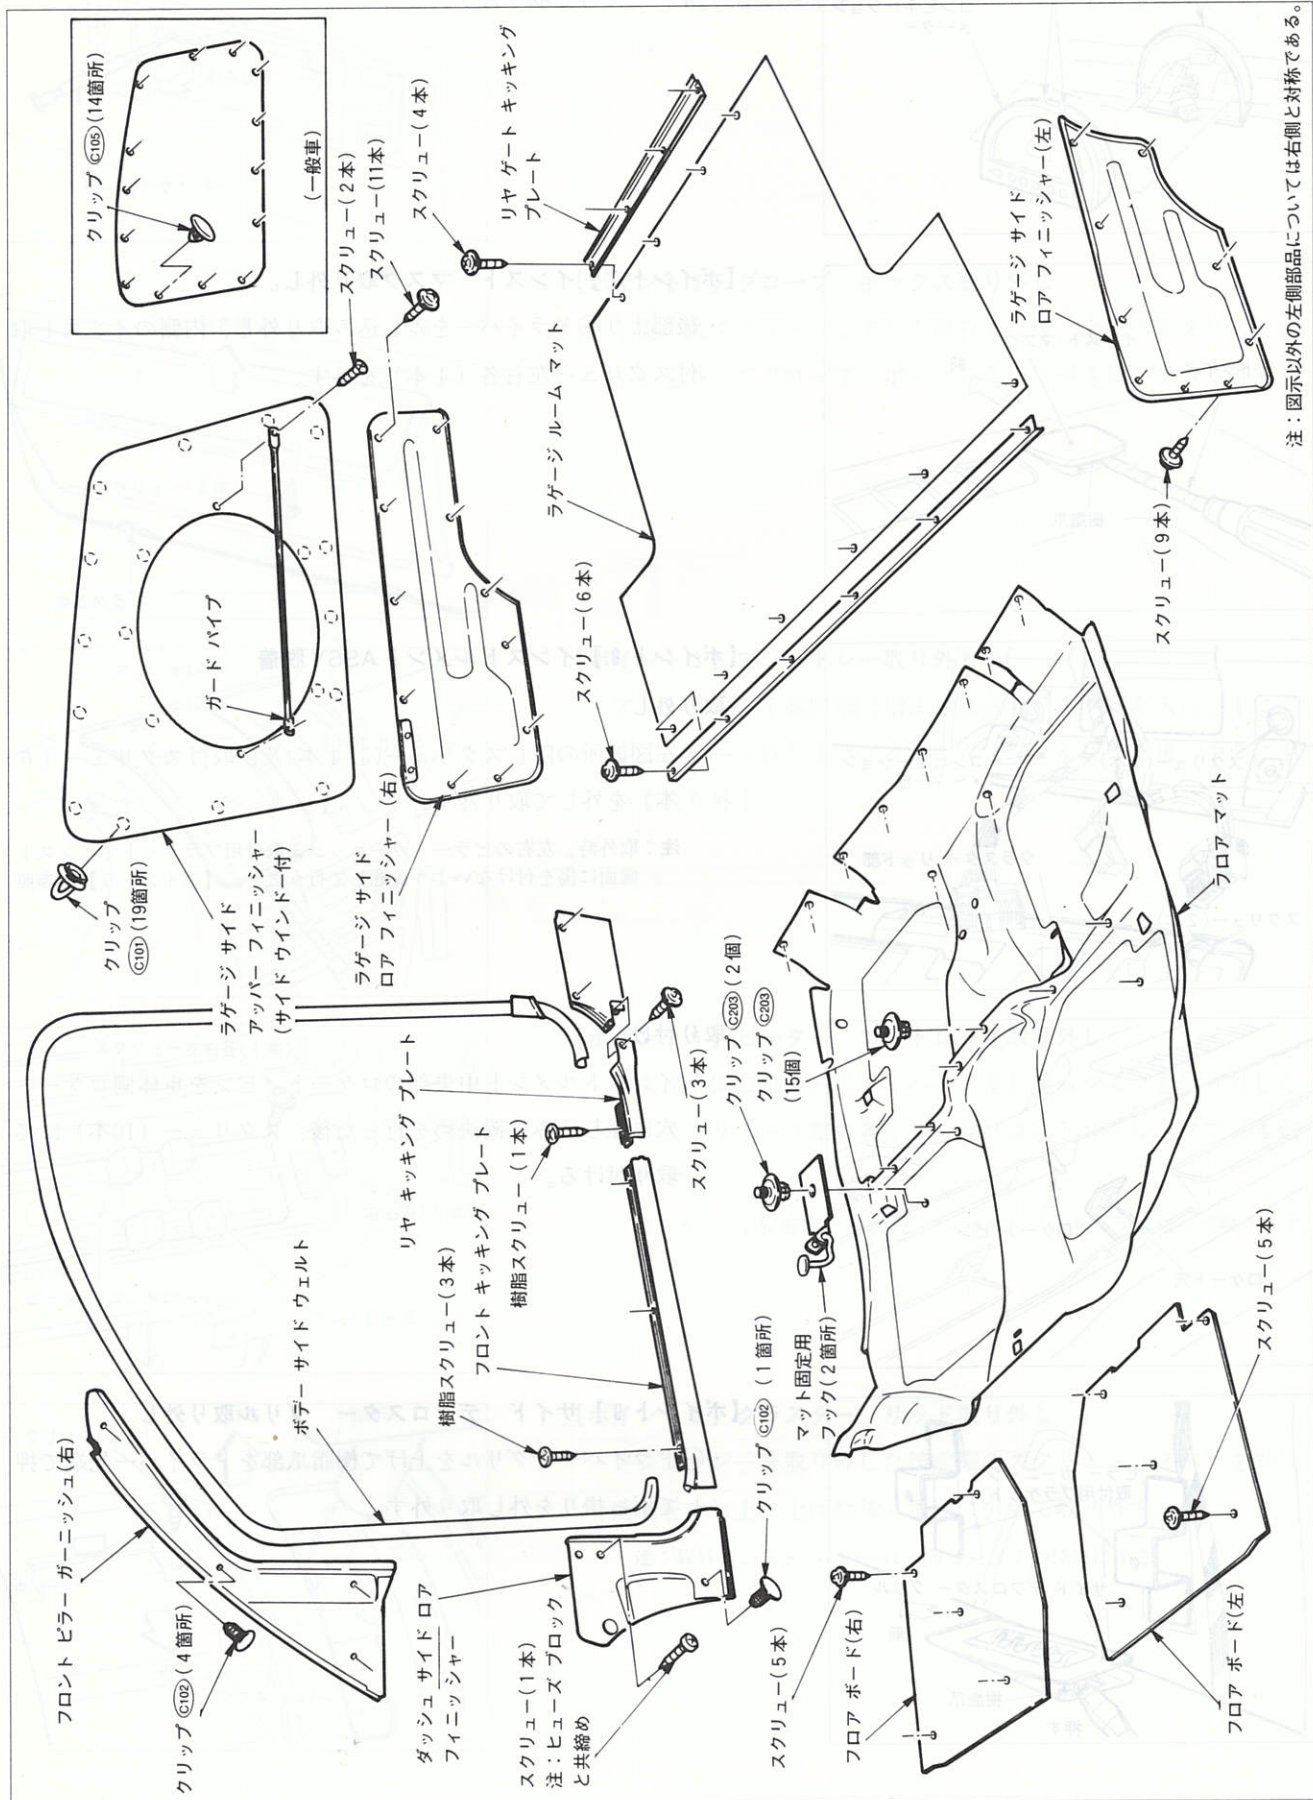 フロント ピラー ガーニッシュ(右)
クリップ C102 (4箇所)
ボデー サイド ウェルト
ダッシュ サイド ロア
フィニッシャー
スクリュー(1本)
注：ヒューズ ブロック
と共締め
クリップ C102 (1箇所)
樹脂スクリュー(3本)
フロント キッキング プレート
樹脂スクリュー(1本)
リヤ キッキング プレート
スクリュー(3本)
クリップ
C101 (19箇所)
ラゲージ サイド
アッパー フィニッシャー
(サイド ウインドー付)
ガード パイプ
ラゲージ サイド
ロア フィニッシャー(右)
クリップ C105 (14箇所)
(一般車)
スクリュー(2本)
スクリュー(11本)
スクリュー(4本)
リヤ ゲート キッキング
プレート
ラゲージ ルーム マット
スクリュー(6本)
ラゲージ サイド
ロア フィニッシャー(左)
スクリュー(9本)
クリップ C203 (2個)
クリップ C203
(15個)
マット固定用
フック(2箇所)
フロア マット
スクリュー(5本)
フロア ボード(右)
スクリュー(5本)
フロア ボード(左)
注：図示以外の左側部品については右側と対称である。